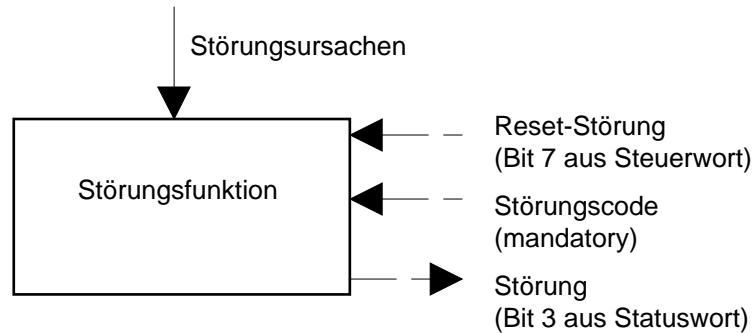 Störungsursachen
Störungsfunktion
Reset-Störung
(Bit 7 aus Steuerwort)
Störungscode
(mandatory)
Störung
(Bit 3 aus Statuswort)